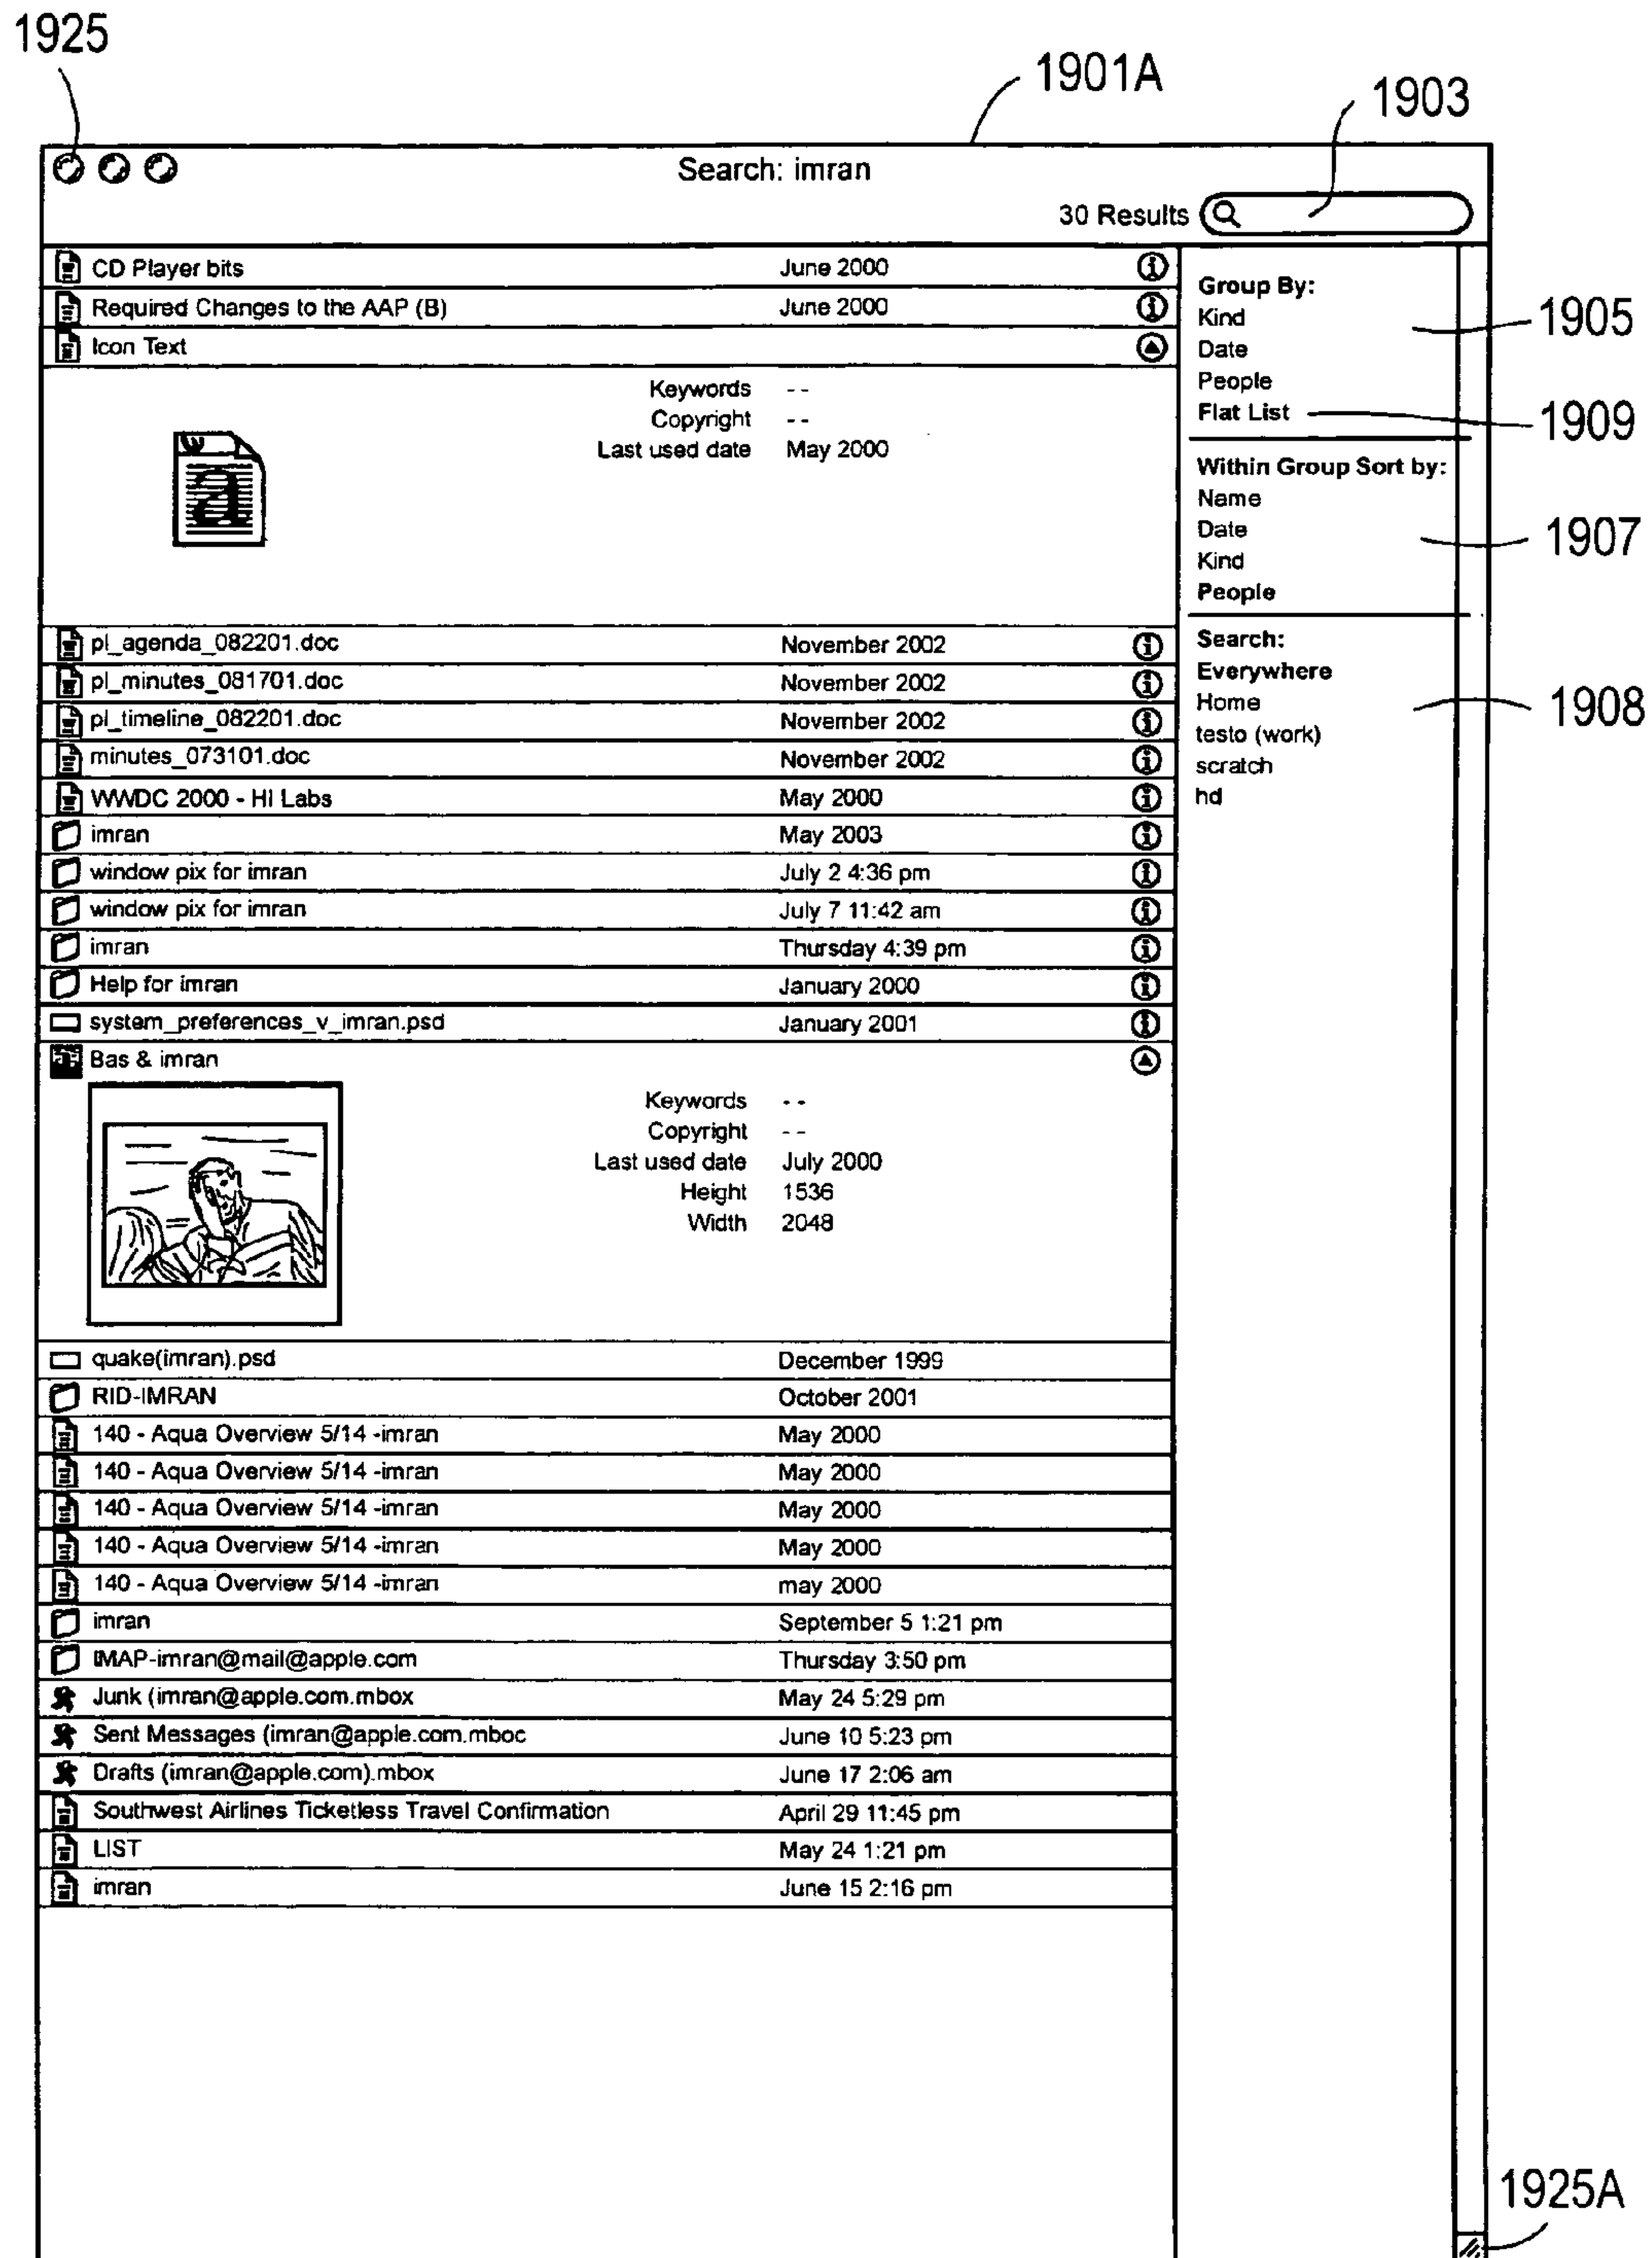 1925
1901A
1903
Search: imran
30 Results
CD Player bits June 2000
Required Changes to the AAP (B) June 2000
Icon Text
Keywords - -
Copyright - -
Last used date May 2000
pl_agenda_082201.doc November 2002
pl_minutes_081701.doc November 2002
pl_timeline_082201.doc November 2002
minutes_073101.doc November 2002
WWDC 2000 - HI Labs May 2000
imran May 2003
window pix for imran July 2 4:36 pm
window pix for imran July 7 11:42 am
imran Thursday 4:39 pm
Help for imran January 2000
system_preferences_v_imran.psd January 2001
Bas & imran
Keywords - -
Copyright - -
Last used date July 2000
Height 1536
Width 2048
quake(imran).psd December 1999
RID-IMRAN October 2001
140 - Aqua Overview 5/14 -imran May 2000
140 - Aqua Overview 5/14 -imran May 2000
140 - Aqua Overview 5/14 -imran May 2000
140 - Aqua Overview 5/14 -imran May 2000
140 - Aqua Overview 5/14 -imran may 2000
imran September 5 1:21 pm
IMAP-imran@mail@apple.com Thursday 3:50 pm
Junk (imran@apple.com.mbox May 24 5:29 pm
Sent Messages (imran@apple.com.mboc June 10 5:23 pm
Drafts (imran@apple.com).mbox June 17 2:06 am
Southwest Airlines Ticketless Travel Confirmation April 29 11:45 pm
LIST May 24 1:21 pm
imran June 15 2:16 pm
Group By:
Kind
Date
People
Flat List
1905
1909
Within Group Sort by:
Name
Date
Kind
People
1907
Search:
Everywhere
Home
testo (work)
scratch
hd
1908
1925A